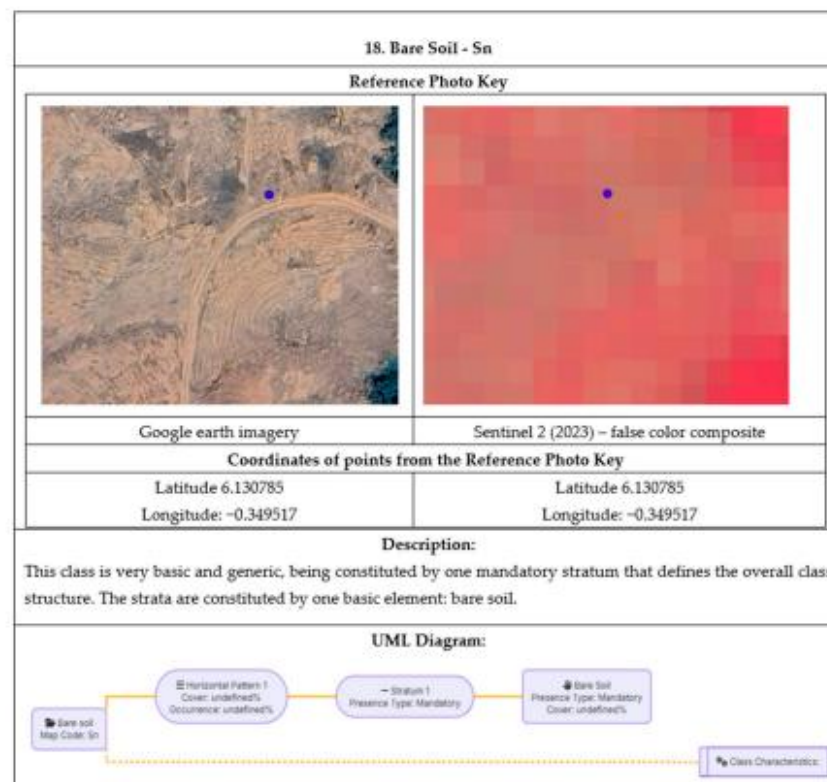 18. Bare Soil - Sn
Reference Photo Key
Google earth imagery
Sentinel 2 (2023) – false color composite
Coordinates of points from the Reference Photo Key
Latitude 6.130785
Longitude: −0.349517
Latitude 6.130785
Longitude: −0.349517
Description:
This class is very basic and generic, being constituted by one mandatory stratum that defines the overall class
structure. The strata are constituted by one basic element: bare soil.
UML Diagram:
Bare soil
Map Code: Sn
Horizontal Pattern 1
Cover: undefined%
Occurrence: undefined%
Stratum 1
Presence Type: Mandatory
Bare Soil
Presence Type: Mandatory
Cover: undefined%
Class Characteristics: